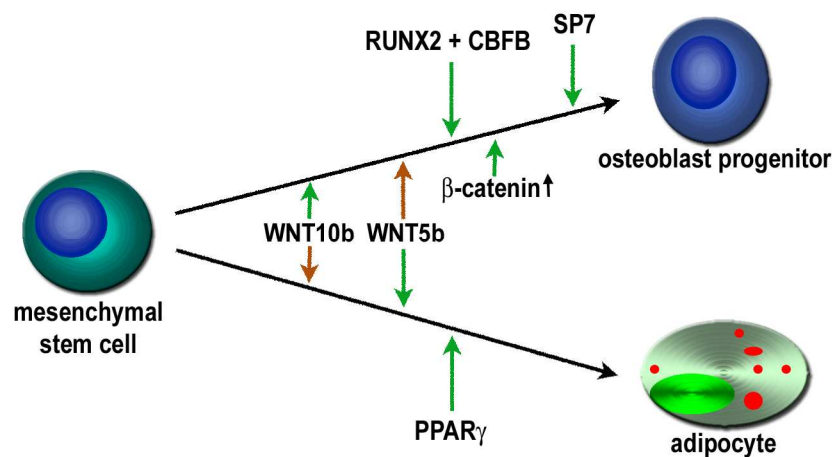 SP7
RUNX2 + CBFB
osteoblast progenitor
β-catenin↑
WNT10b WNT5b
mesenchymal
stem cell
PPARγ
adipocyte